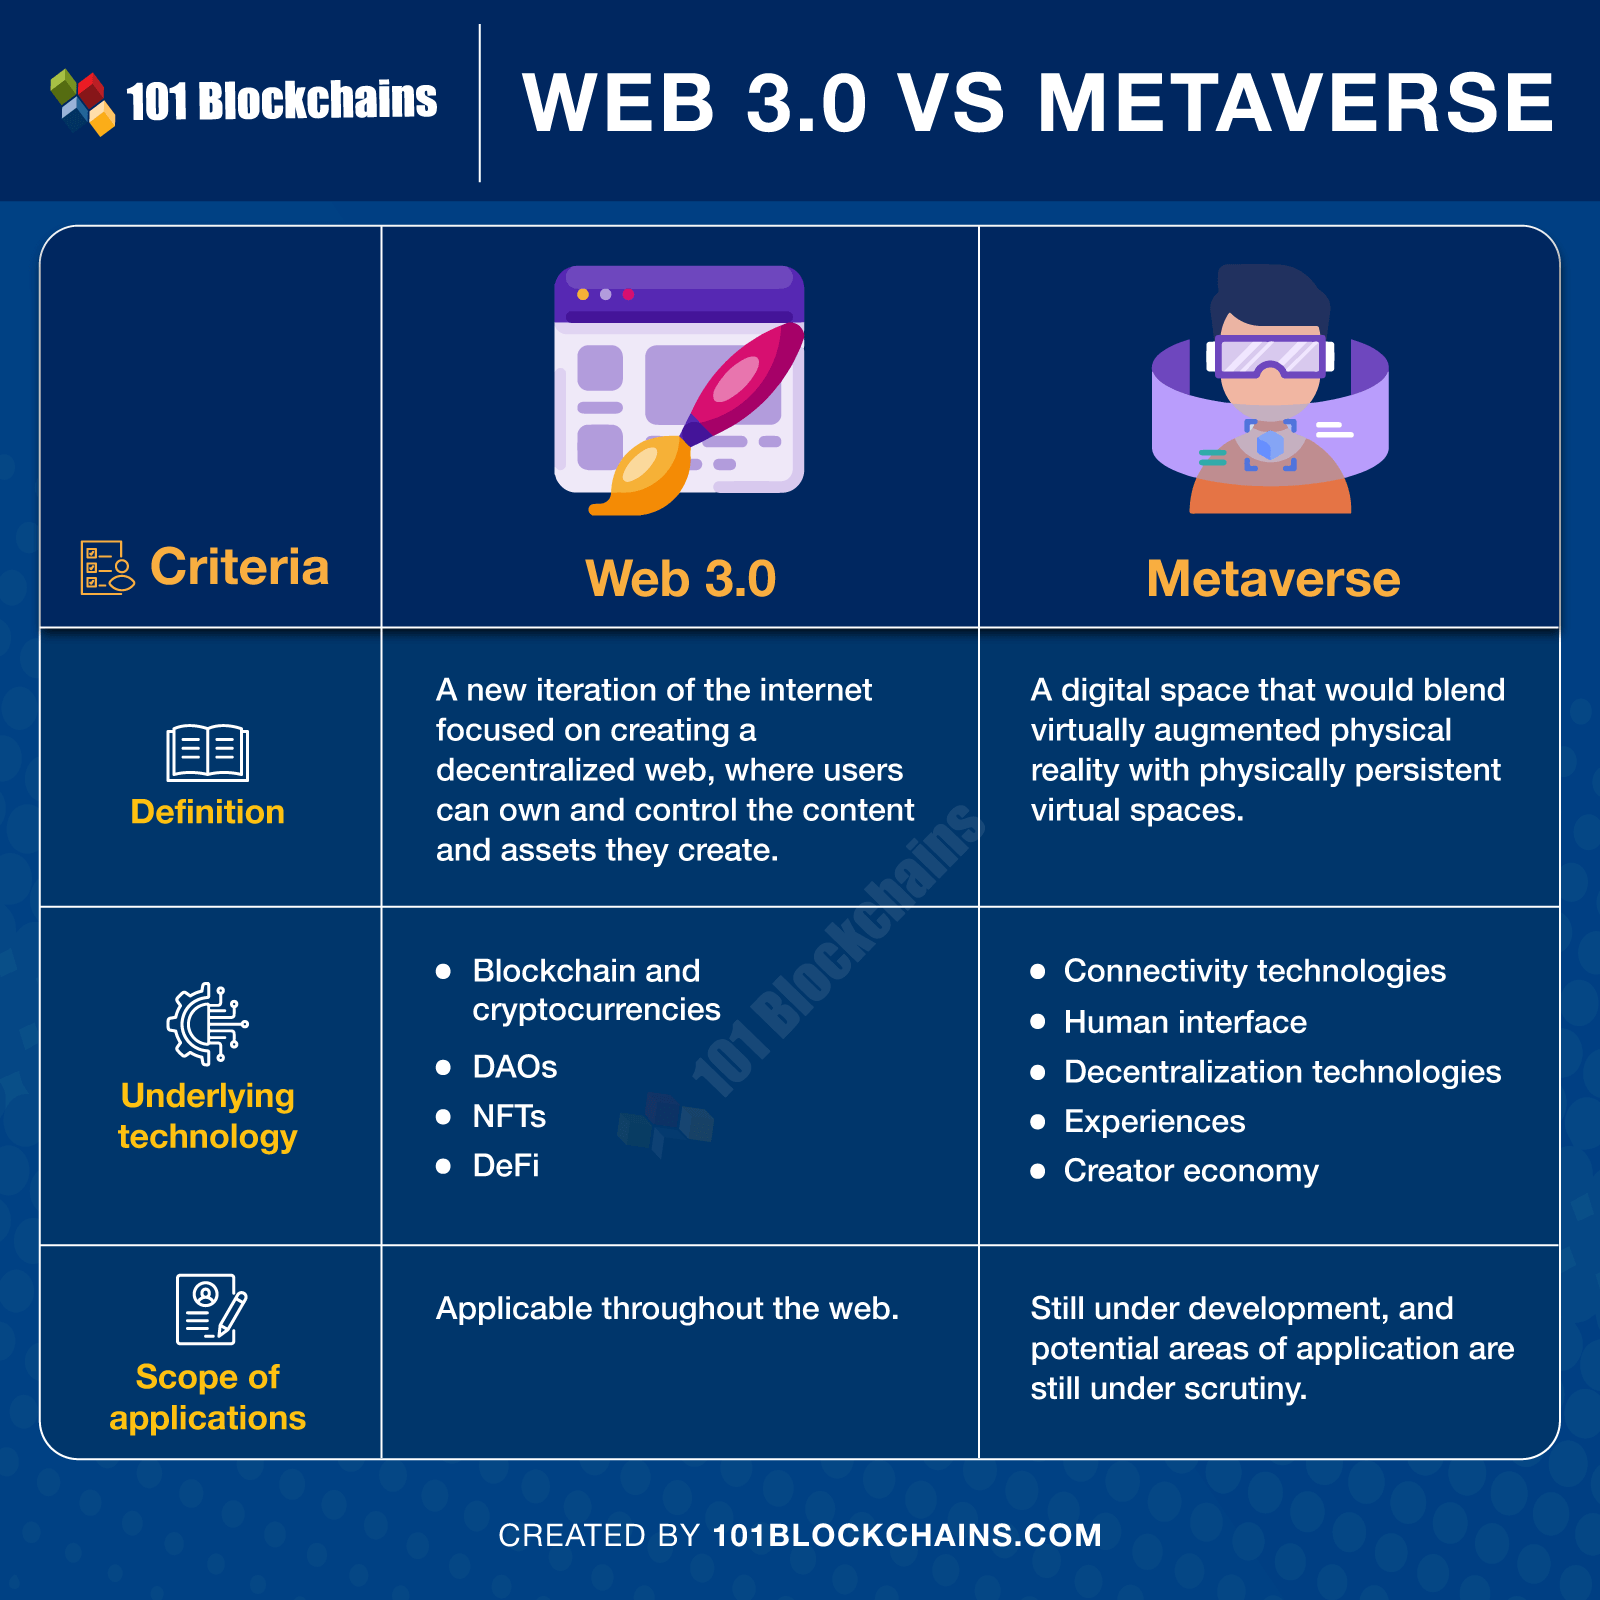 101 Blockchains
WEB 3.0 VS METAVERSE
Criteria
Web 3.0
Metaverse
Definition
A new iteration of the internet
focused on creating a
decentralized web, where users
can own and control the content
and assets they create.
A digital space that would blend
virtually augmented physical
reality with physically persistent
virtual spaces.
Underlying
technology
● Blockchain and
cryptocurrencies
● DAOs
● NFTs
● DeFi
● Connectivity technologies
● Human interface
● Decentralization technologies
● Experiences
● Creator economy
101 Blockchains
Scope of
applications
Applicable throughout the web.
Still under development, and
potential areas of application are
still under scrutiny.
CREATED BY 101BLOCKCHAINS.COM